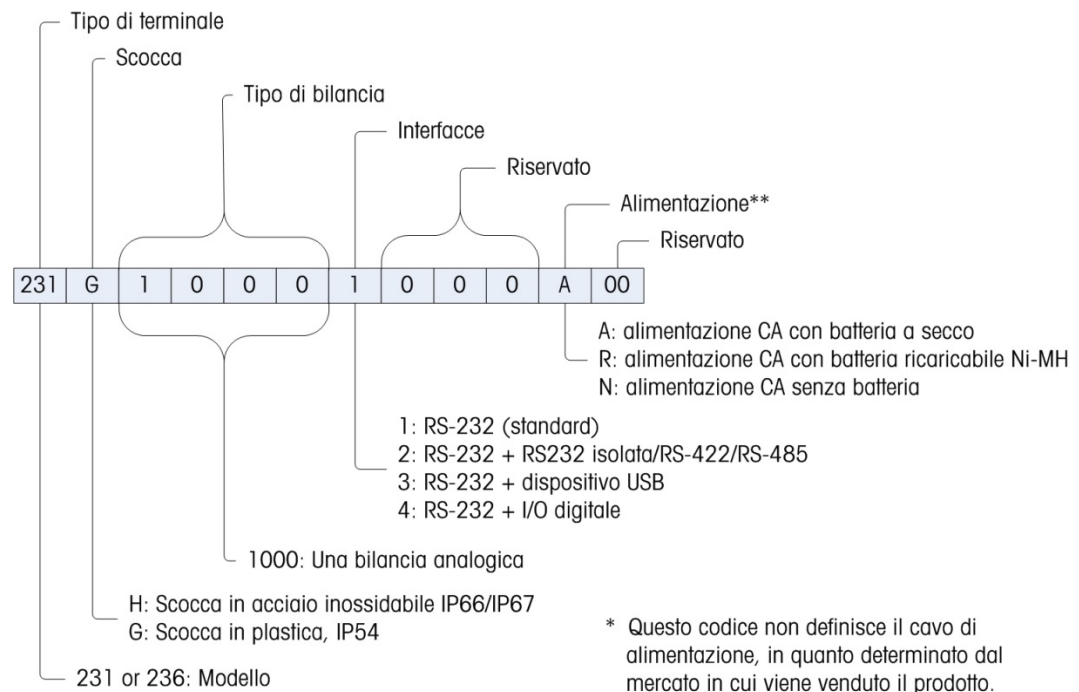 Tipo di terminale
Scocca
Tipo di bilancia
Interfacce
Riservato
Alimentazione**
Riservato
231 G 1 0 0 0 1 0 0 0 A 00
A: alimentazione CA con batteria a secco
R: alimentazione CA con batteria ricaricabile Ni-MH
N: alimentazione CA senza batteria
1: RS-232 (standard)
2: RS-232 + RS232 isolata/RS-422/RS-485
3: RS-232 + dispositivo USB
4: RS-232 + I/O digitale
1000: Una bilancia analogica
H: Scocca in acciaio inossidabile IP66/IP67
G: Scocca in plastica, IP54
231 or 236: Modello
* Questo codice non definisce il cavo di
alimentazione, in quanto determinato dal
mercato in cui viene venduto il prodotto.